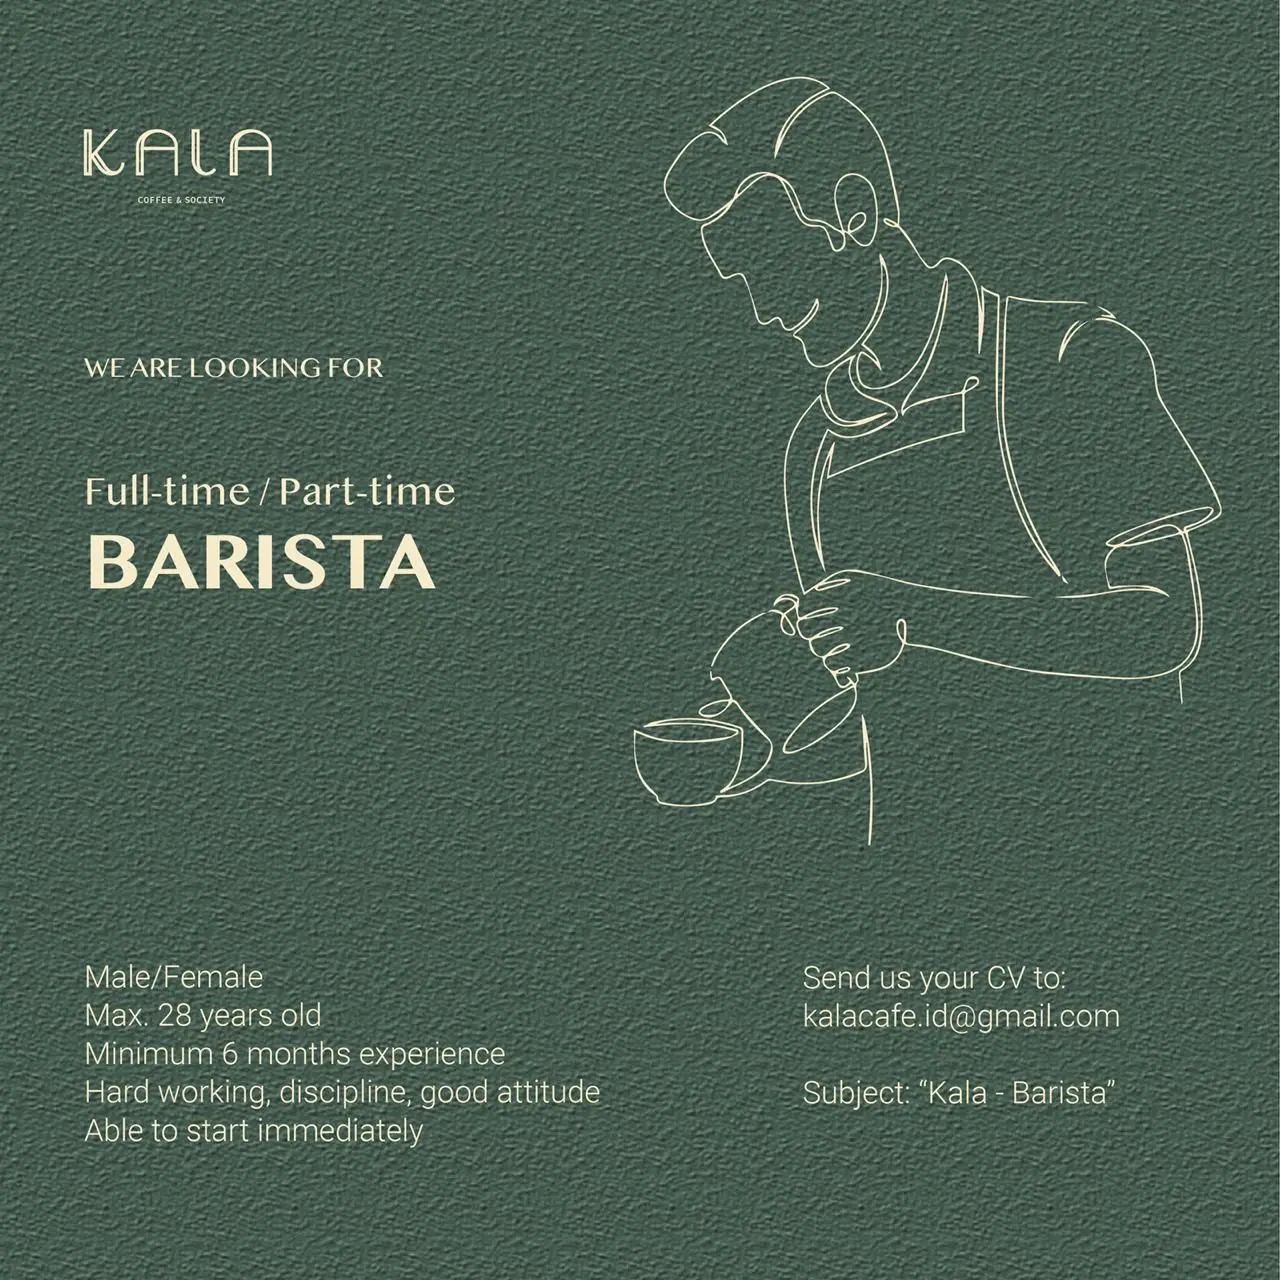 KALA
COFFEE & SOCIETY
WE ARE LOOKING FOR
Full-time / Part-time
BARISTA
Male/Female
Max. 28 years old
Minimum 6 months experience
Hard working, discipline, good attitude
Able to start immediately
Send us your CV to:
kalacafe.id@gmail.com
Subject: “Kala - Barista”